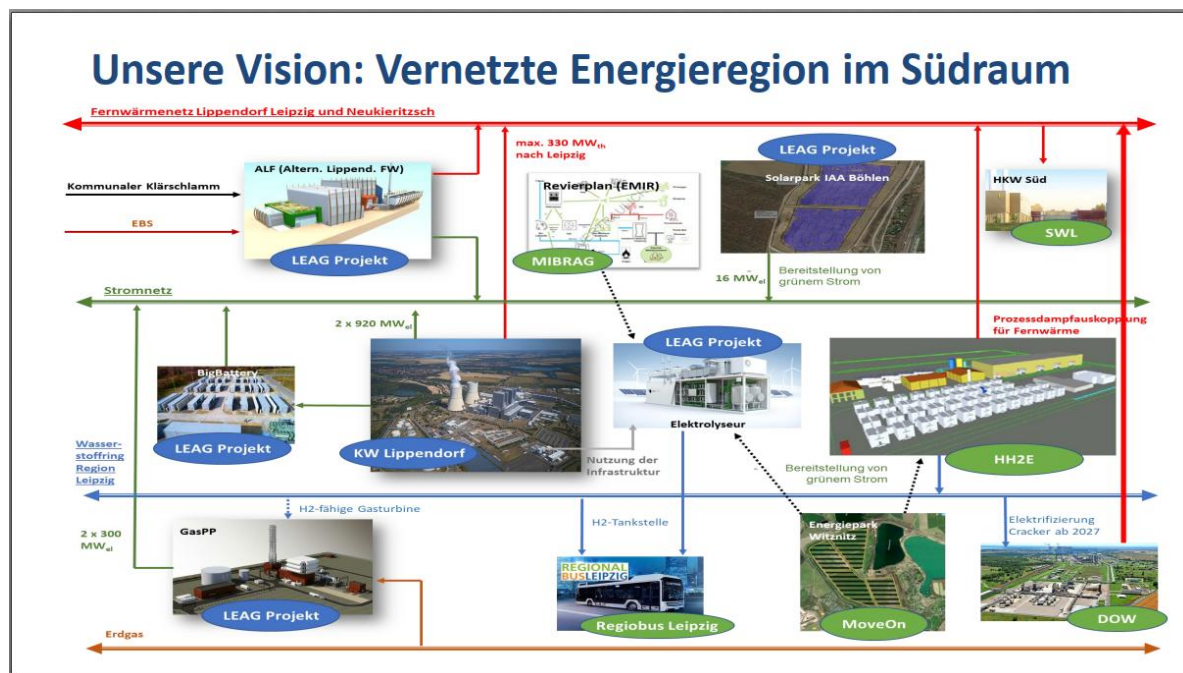 Unsere Vision: Vernetzte Energieregion im Südraum
Fernwärmenetz Lippendorf Leipzig und Neukieritzsch
ALF (Altern. Lippend. FW)
Kommunaler Klärschlamm
EBS
LEAG Projekt
max. 330 MWth
nach Leipzig
Revierplan (EMIR)
MIBRAG
LEAG Projekt
Solarpark IAA Böhlen
HKW Süd
SWL
16 MWel
Bereitstellung von
grünem Strom
Stromnetz
2 x 920 MWel
Prozessdampfauskopplung
für Fernwärme
BigBattery
LEAG Projekt
KW Lippendorf
LEAG Projekt
Elektrolyseur
Nutzung der
Infrastruktur
HH2E
Bereitstellung von
grünem Strom
Wasser-
stoffring
Region
Leipzig
2 x 300
MWel
H2-fähige Gasturbine
GasPP
LEAG Projekt
H2-Tankstelle
REGIONAL
BUSLEIPZIG
Regiobus Leipzig
Energiepark
Witznitz
MoveOn
Elektrifizierung
Cracker ab 2027
DOW
Erdgas